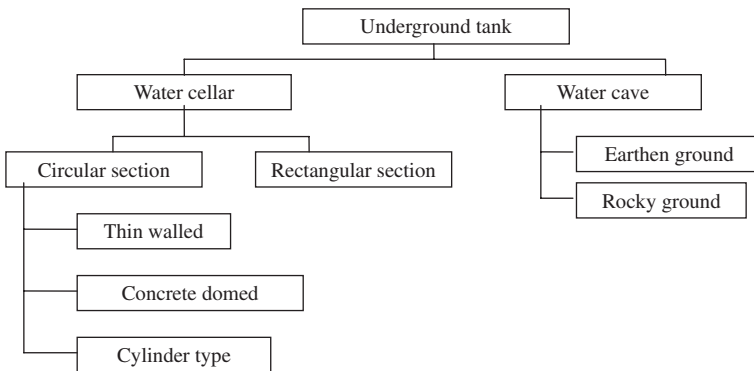 Underground tank
Water cellar
Water cave
Circular section
Rectangular section
Earthen ground
Rocky ground
Thin walled
Concrete domed
Cylinder type